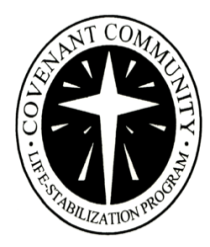 · COVENANT COMMUNITY ·
LIFE-STABILIZATION PROGRAM